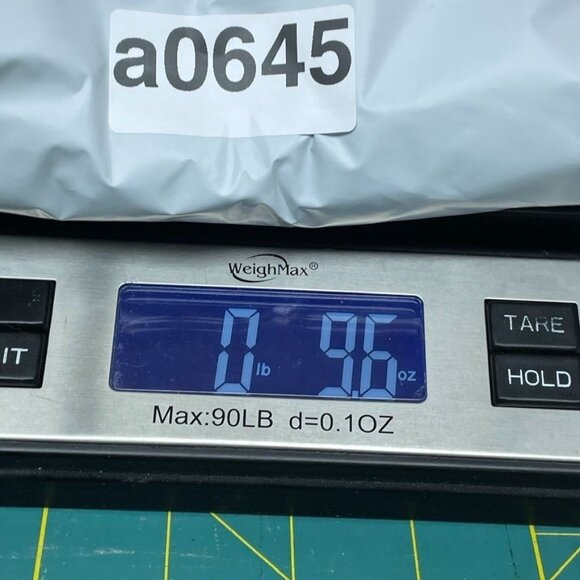 a0645
WeighMax®
IT
0 lb 9.6 oz
TARE
HOLD
Max:90LB d=0.1OZ